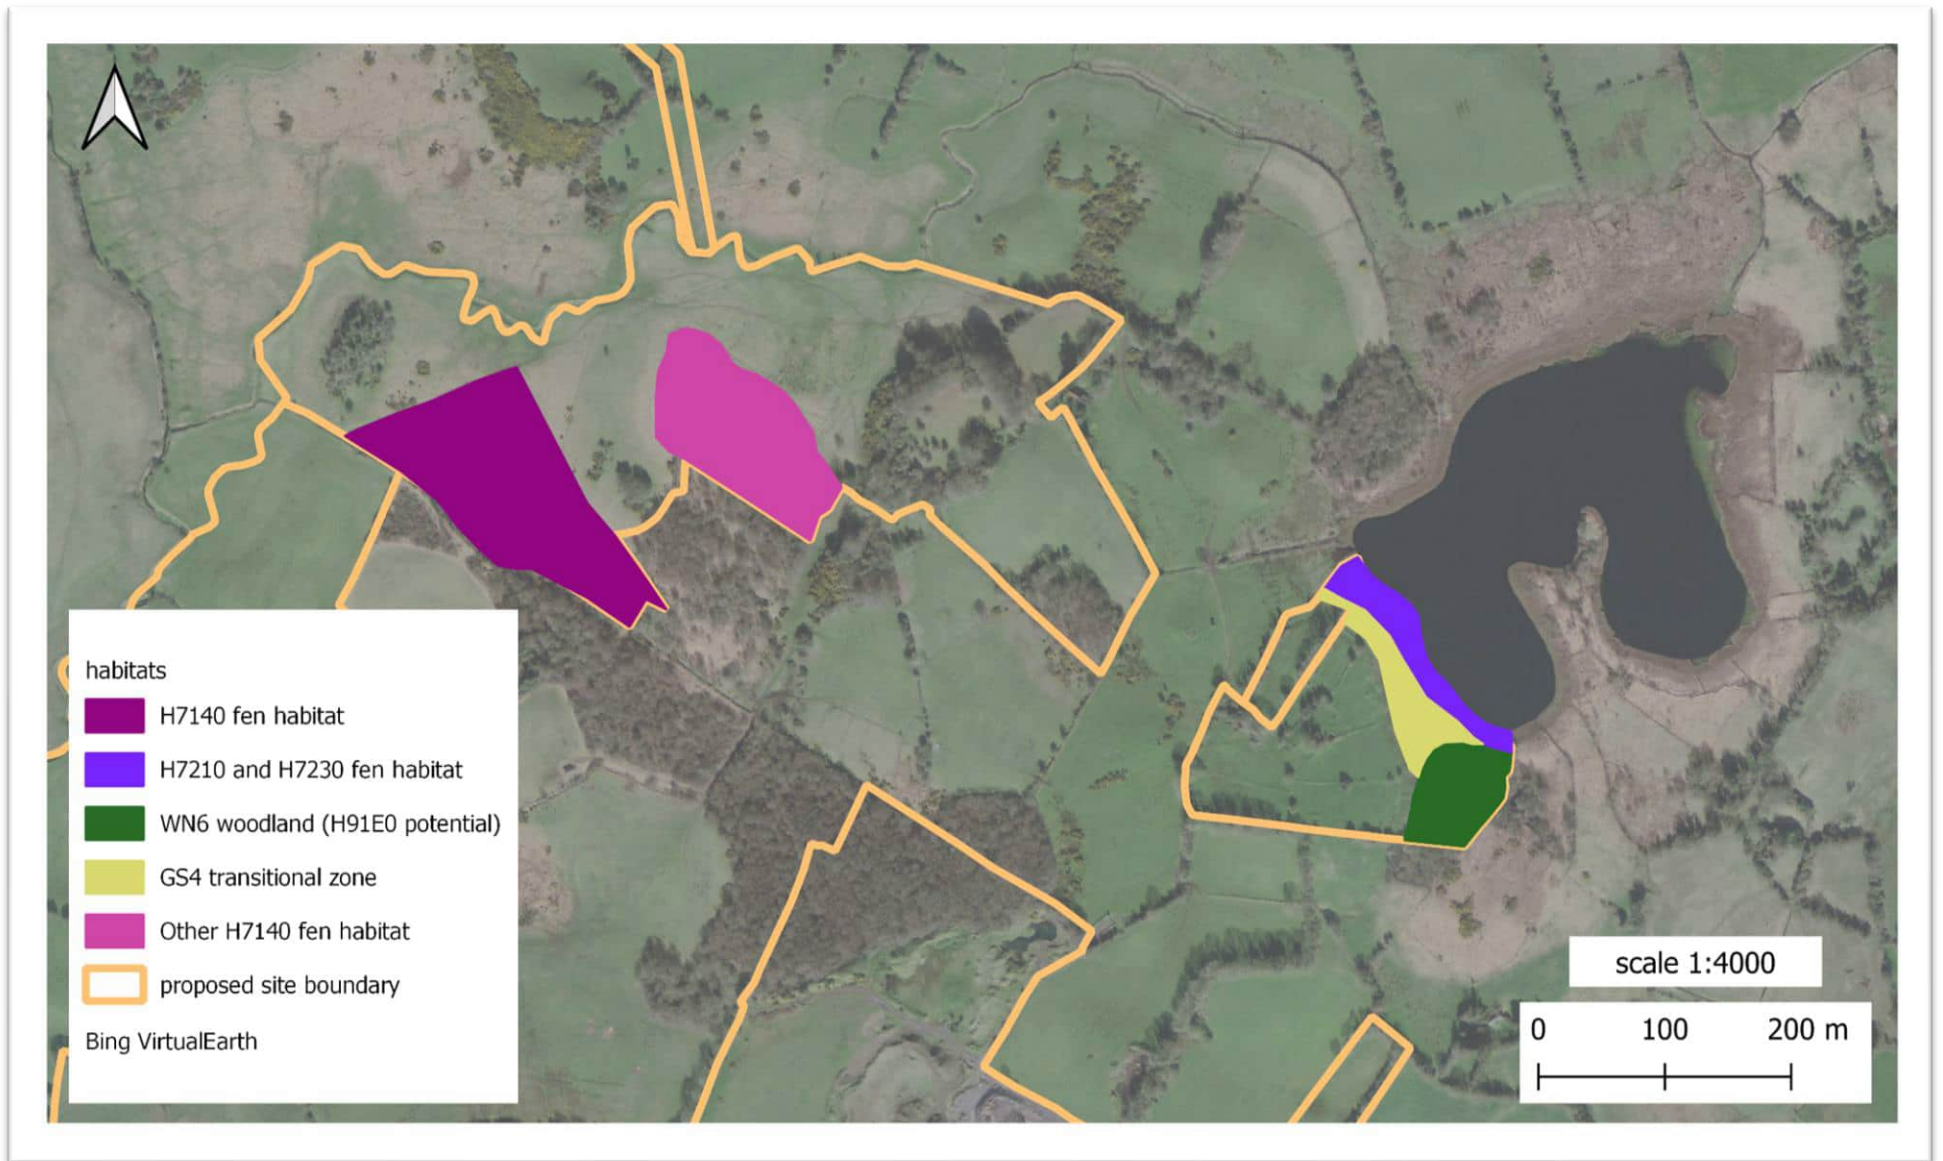 habitats
H7140 fen habitat
H7210 and H7230 fen habitat
WN6 woodland (H91E0 potential)
GS4 transitional zone
Other H7140 fen habitat
proposed site boundary
Bing VirtualEarth
scale 1:4000
0 100 200 m